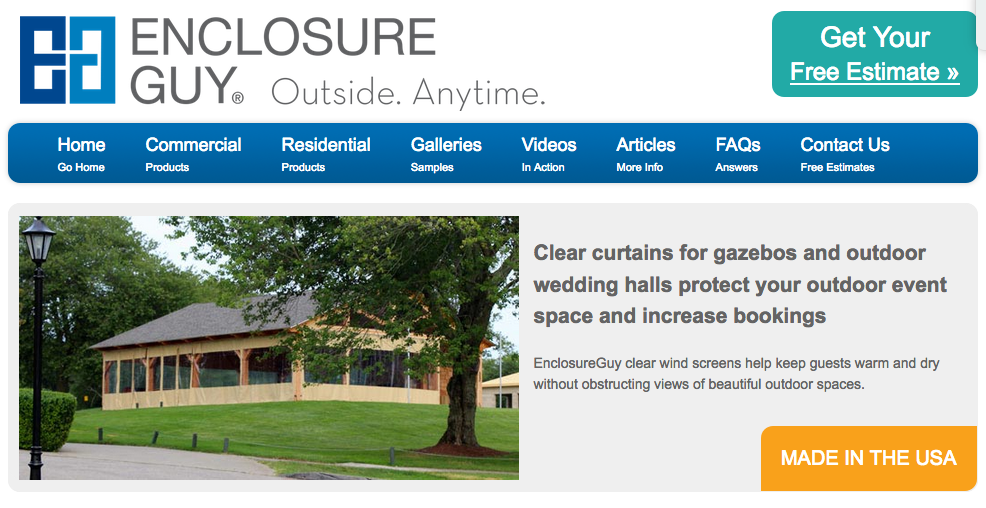 ENCLOSURE
GUY® Outside. Anytime.
Get Your
Free Estimate »
Home Commercial Residential Galleries Videos Articles FAQs Contact Us
Go Home Products Products Samples In Action More Info Answers Free Estimates
Clear curtains for gazebos and outdoor
wedding halls protect your outdoor event
space and increase bookings
EnclosureGuy clear wind screens help keep guests warm and dry
without obstructing views of beautiful outdoor spaces.
MADE IN THE USA